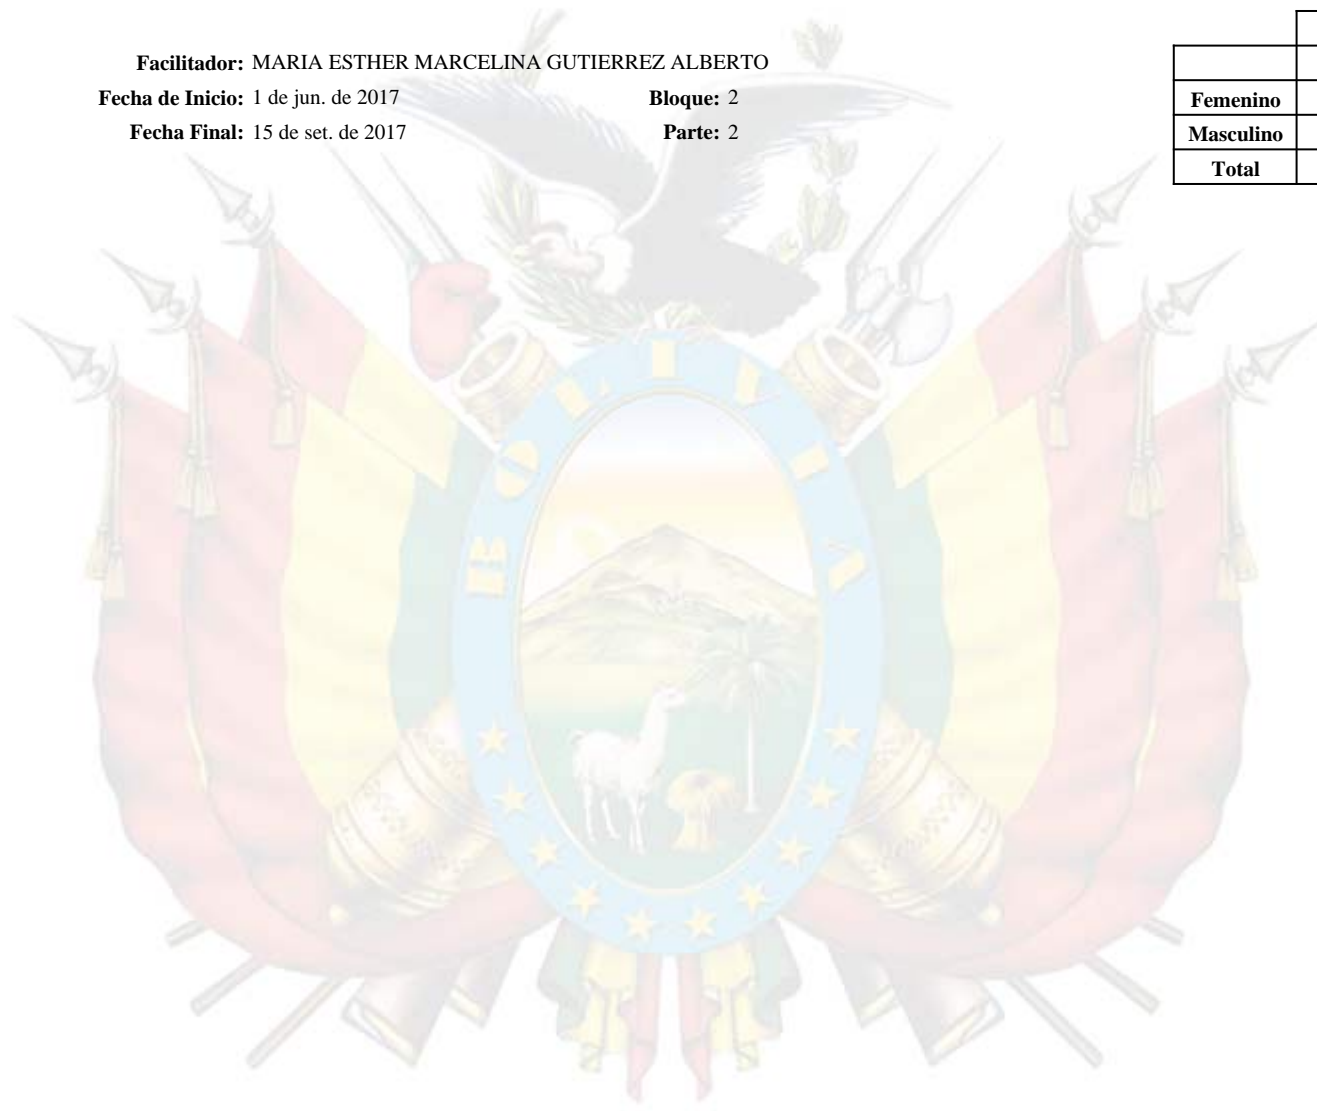 Facilitador: MARIA ESTHER MARCELINA GUTIERREZ ALBERTO
Fecha de Inicio: 1 de jun. de 2017 Bloque: 2
Fecha Final: 15 de set. de 2017 Parte: 2
Femenino
Masculino
Total
BOLIVIA